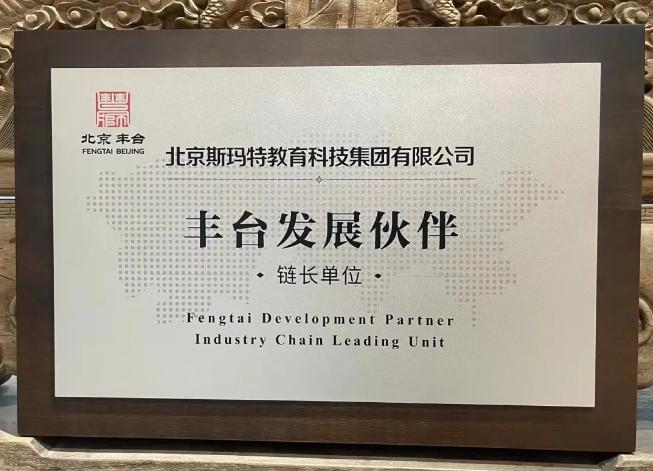 北京 丰台
FENGTAI BEIJING
北京斯玛特教育科技集团有限公司
丰台发展伙伴
· 链长单位 ·
Fengtai Development Partner
Industry Chain Leading Unit